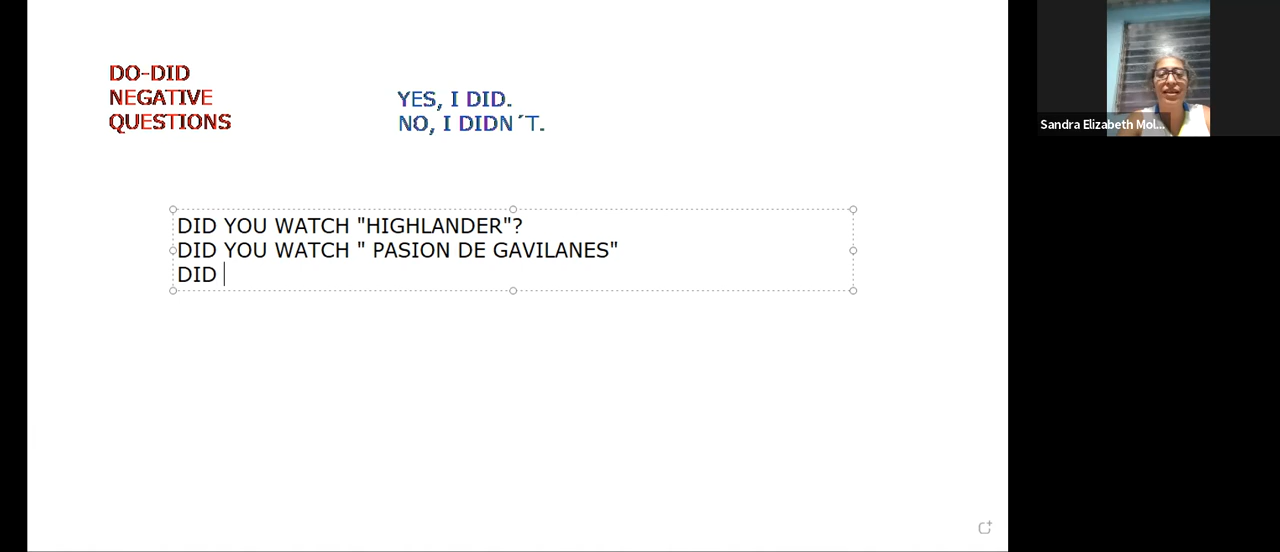 DO-DID
NEGATIVE
QUESTIONS
YES, I DID.
NO, I DIDN´T.
DID YOU WATCH "HIGHLANDER"?
DID YOU WATCH " PASION DE GAVILANES"
DID
Sandra Elizabeth Mol...